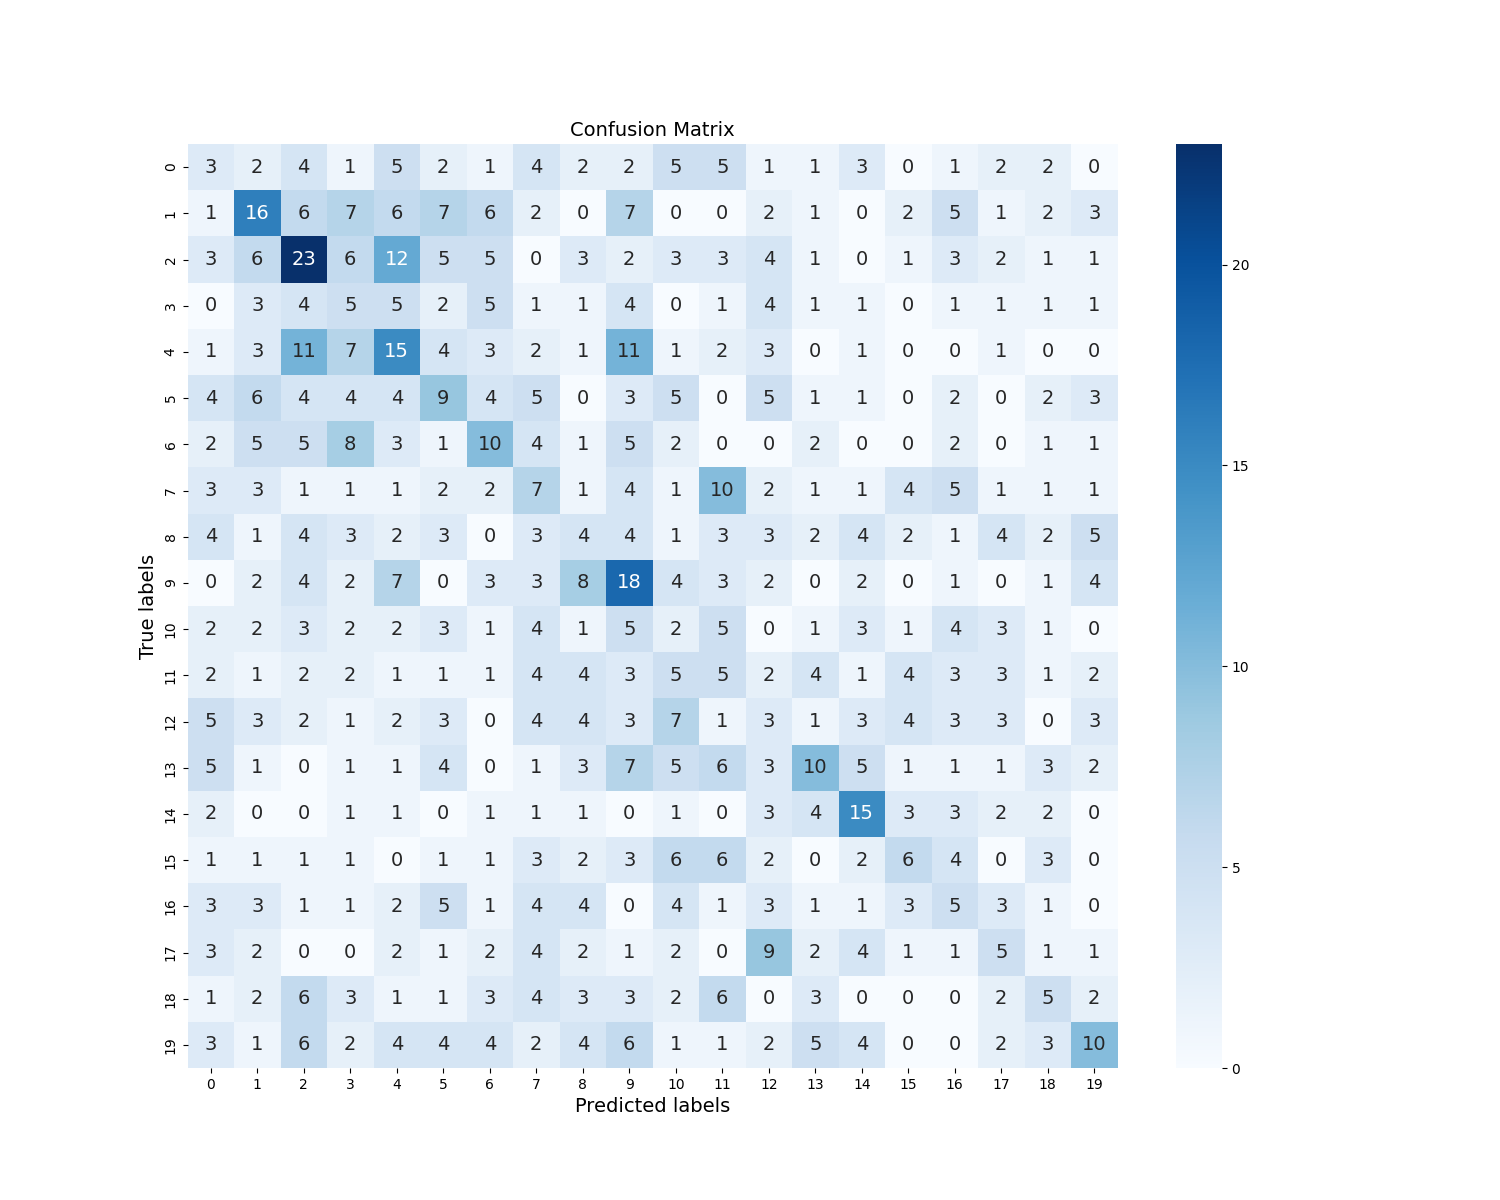 Confusion Matrix
0 3 2 4 1 5 2 1 4 2 2 5 5 1 1 3 0 1 2 2 0
1 1 16 6 7 6 7 6 2 0 7 0 0 2 1 0 2 5 1 2 3
2 3 6 23 6 12 5 5 0 3 2 3 3 4 1 0 1 3 2 1 1
3 0 3 4 5 5 2 5 1 1 4 0 1 4 1 1 0 1 1 1 1
4 1 3 11 7 15 4 3 2 1 11 1 2 3 0 1 0 0 1 0 0
5 4 6 4 4 4 9 4 5 0 3 5 0 5 1 1 0 2 0 2 3
6 2 5 5 8 3 1 10 4 1 5 2 0 0 2 0 0 2 0 1 1
7 3 3 1 1 1 2 2 7 1 4 1 10 2 1 1 4 5 1 1 1
8 4 1 4 3 2 3 0 3 4 4 1 3 3 2 4 2 1 4 2 5
9 0 2 4 2 7 0 3 3 8 18 4 3 2 0 2 0 1 0 1 4
10 2 2 3 2 2 3 1 4 1 5 2 5 0 1 3 1 4 3 1 0
11 2 1 2 2 1 1 1 4 4 3 5 5 2 4 1 4 3 3 1 2
12 5 3 2 1 2 3 0 4 4 3 7 1 3 1 3 4 3 3 0 3
13 5 1 0 1 1 4 0 1 3 7 5 6 3 10 5 1 1 1 3 2
14 2 0 0 1 1 0 1 1 1 0 1 0 3 4 15 3 3 2 2 0
15 1 1 1 1 0 1 1 3 2 3 6 6 2 0 2 6 4 0 3 0
16 3 3 1 1 2 5 1 4 4 0 4 1 3 1 1 3 5 3 1 0
17 3 2 0 0 2 1 2 4 2 1 2 0 9 2 4 1 1 5 1 1
18 1 2 6 3 1 1 3 4 3 3 2 6 0 3 0 0 0 2 5 2
19 3 1 6 2 4 4 4 2 4 6 1 1 2 5 4 0 0 2 3 10
0 1 2 3 4 5 6 7 8 9 10 11 12 13 14 15 16 17 18 19
Predicted labels
True labels
20
15
10
5
0